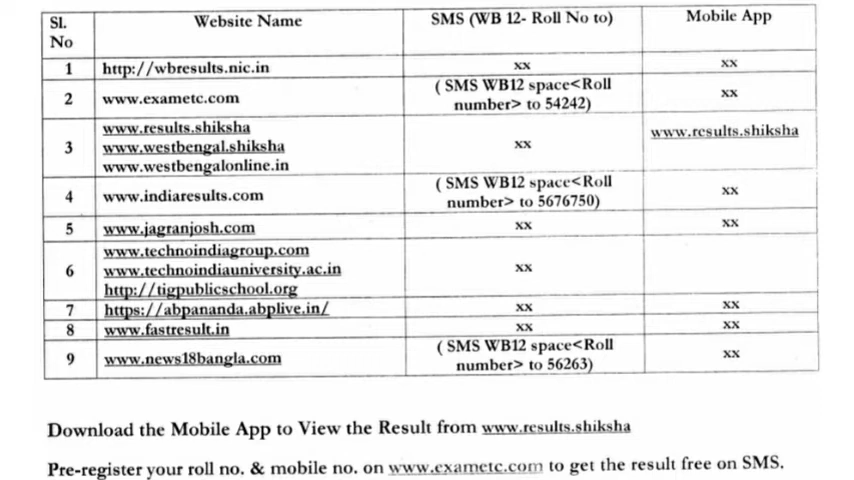 Sl. No Website Name SMS (WB 12- Roll No to) Mobile App
1 http://wbresults.nic.in xx xx
2 www.exametc.com ( SMS WB12 space<Roll number> to 54242) xx
3 www.results.shiksha
www.westbengal.shiksha
www.westbengalonline.in xx www.results.shiksha
4 www.indiaresults.com ( SMS WB12 space<Roll number> to 5676750) xx
5 www.jagranjosh.com xx xx
6 www.technoindiagroup.com
www.technoindiauniversity.ac.in
http://tigpublicschool.org xx
7 https://abpananda.abplive.in/ xx xx
8 www.fastresult.in xx xx
9 www.news18bangla.com ( SMS WB12 space<Roll number> to 56263) xx
Download the Mobile App to View the Result from www.results.shiksha
Pre-register your roll no. & mobile no. on www.exametc.com to get the result free on SMS.